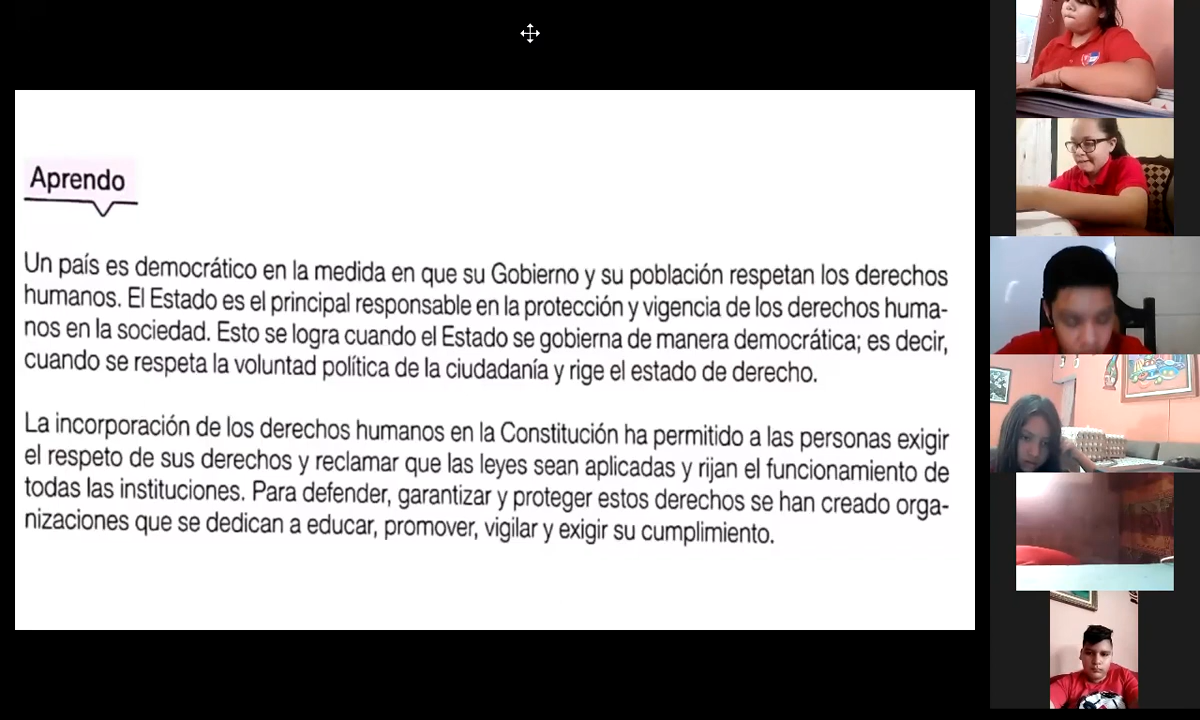 Aprendo
Un país es democrático en la medida en que su Gobierno y su población respetan los derechos
humanos. El Estado es el principal responsable en la protección y vigencia de los derechos huma-
nos en la sociedad. Esto se logra cuando el Estado se gobierna de manera democrática; es decir,
cuando se respeta la voluntad política de la ciudadanía y rige el estado de derecho.
La incorporación de los derechos humanos en la Constitución ha permitido a las personas exigir
el respeto de sus derechos y reclamar que las leyes sean aplicadas y rijan el funcionamiento de
todas las instituciones. Para defender, garantizar y proteger estos derechos se han creado orga-
nizaciones que se dedican a educar, promover, vigilar y exigir su cumplimiento.